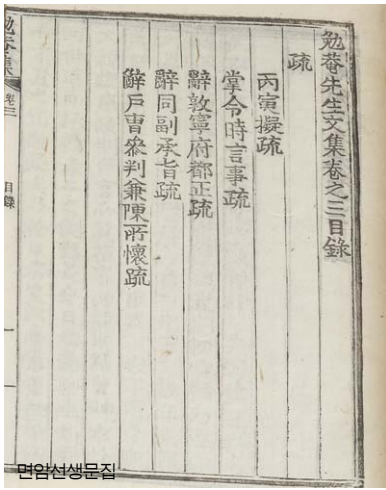 勉菴先生文集卷之三目錄
疏
丙寅擬疏
掌令時言事疏
辭敦寧府都正疏
辭同副承旨疏
辭戶曹參判兼陳所懷疏
勉菴集
卷三
目錄
一
면암선생문집